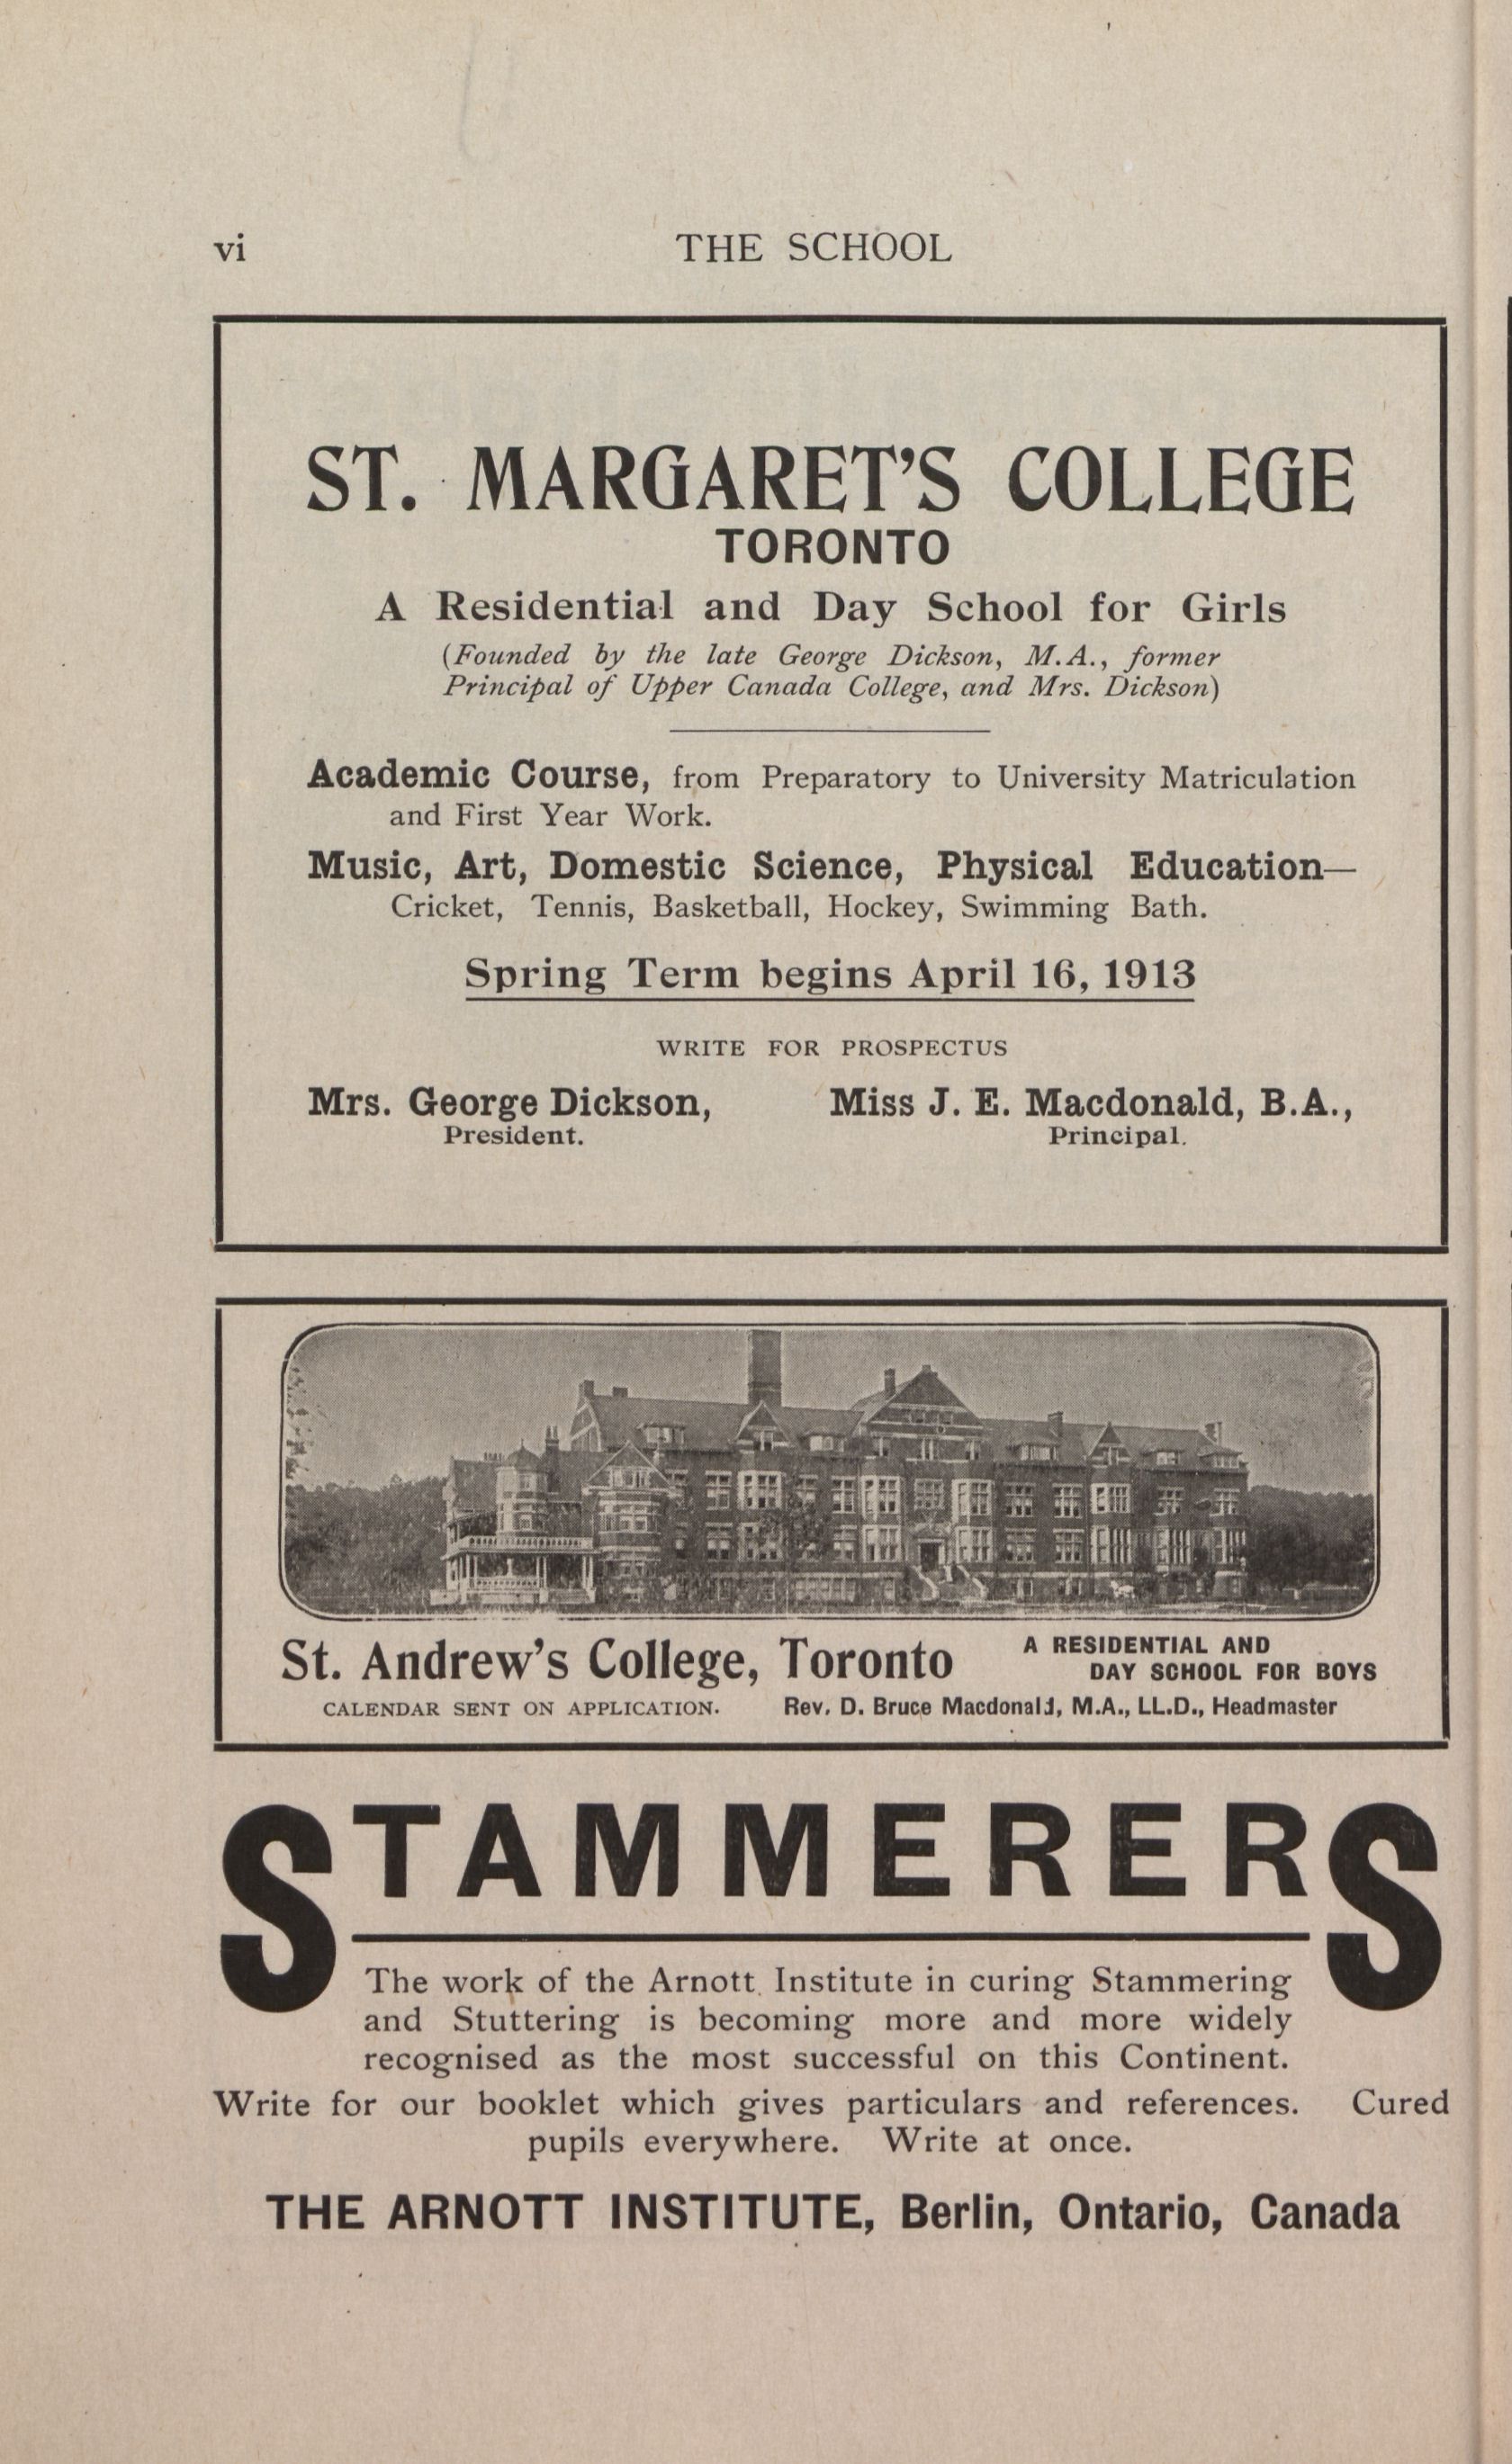 vi
THE SCHOOL
ST. MARGARET'S COLLEGE
TORONTO
A Residential and Day School for Girls
(Founded by the late George Dickson, M.A., former
Principal of Upper Canada College, and Mrs. Dickson)
Academic Course, from Preparatory to University Matriculation
and First Year Work.
Music, Art, Domestic Science, Physical Education—
Cricket, Tennis, Basketball, Hockey, Swimming Bath.
Spring Term begins April 16, 1913
WRITE FOR PROSPECTUS
Mrs. George Dickson,
President.
Miss J. E. Macdonald, B.A.,
Principal.
St. Andrew's College, Toronto
A RESIDENTIAL AND
DAY SCHOOL FOR BOYS
CALENDAR SENT ON APPLICATION.
Rev. D. Bruce Macdonald, M.A., LL.D., Headmaster
STAMMERERS
The work of the Arnott Institute in curing Stammering
and Stuttering is becoming more and more widely
recognised as the most successful on this Continent.
Write for our booklet which gives particulars and references. Cured
pupils everywhere. Write at once.
THE ARNOTT INSTITUTE, Berlin, Ontario, Canada